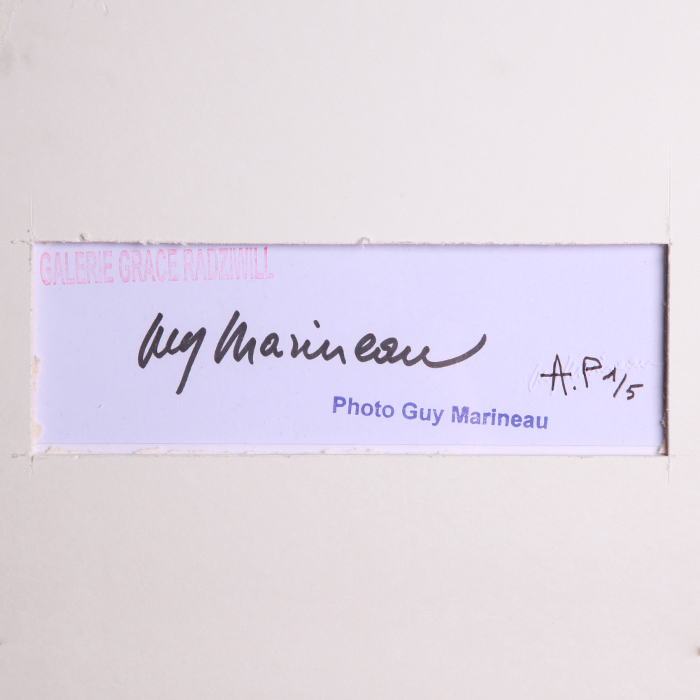 GALERIE GRACE RADZIWILL
Guy Marineau
A.P 1/5
Photo Guy Marineau